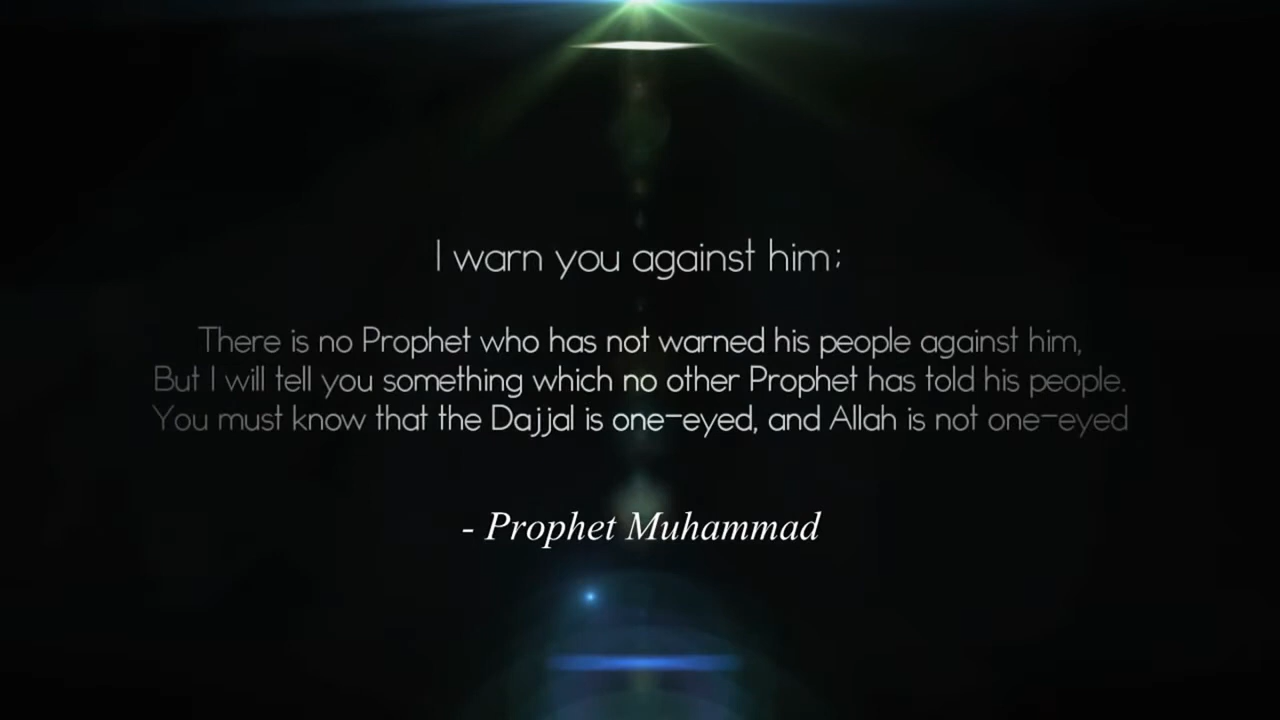 I warn you against him;
There is no Prophet who has not warned his people against him,
But I will tell you something which no other Prophet has told his people.
You must know that the Dajjal is one-eyed, and Allah is not one-eyed
- Prophet Muhammad